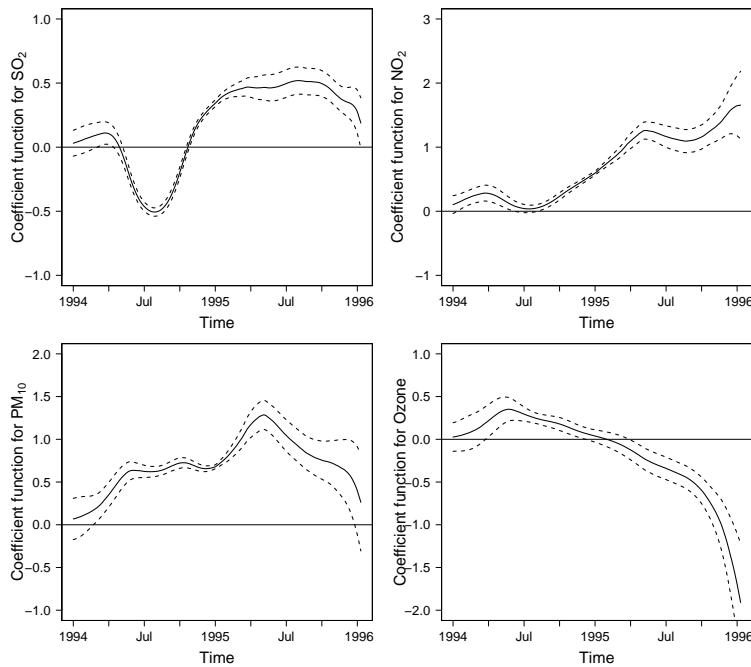 Coefficient function for SO2
1.0
0.5
0.0
−0.5
−1.0
1994 Jul 1995 Jul 1996
Time
Coefficient function for NO2
3
2
1
0
−1
1994 Jul 1995 Jul 1996
Time
Coefficient function for PM10
2.0
1.5
1.0
0.5
0.0
−0.5
−1.0
1994 Jul 1995 Jul 1996
Time
Coefficient function for Ozone
1.0
0.5
0.0
−0.5
−1.0
−1.5
−2.0
1994 Jul 1995 Jul 1996
Time